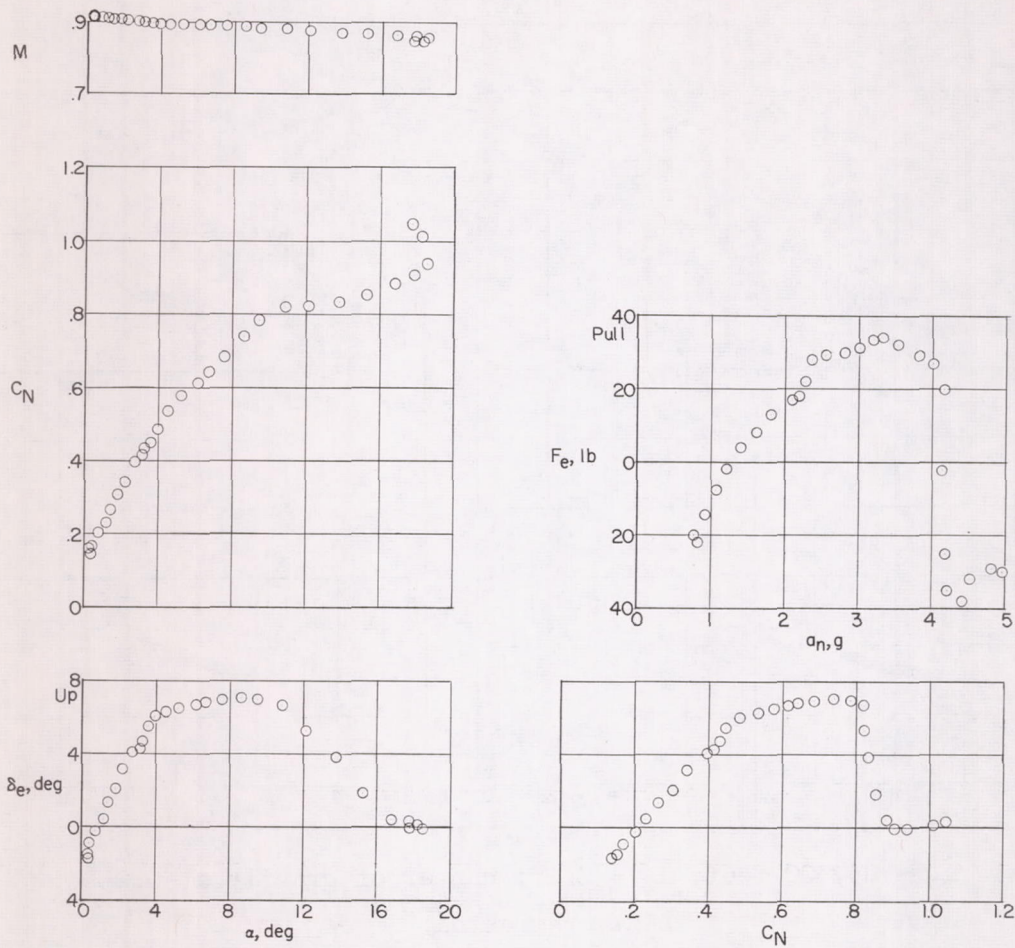 .9
M
.7
1.2
1.0
.8
C_N
.6
.4
.2
0
Up
8
4
δ_e, deg
0
4
0 4 8 12 16 20
α, deg
40
Pull
20
F_e, lb
0
20
40
0 1 2 3 4 5
a_n, g
0 .2 .4 .6 .8 1.0 1.2
C_N